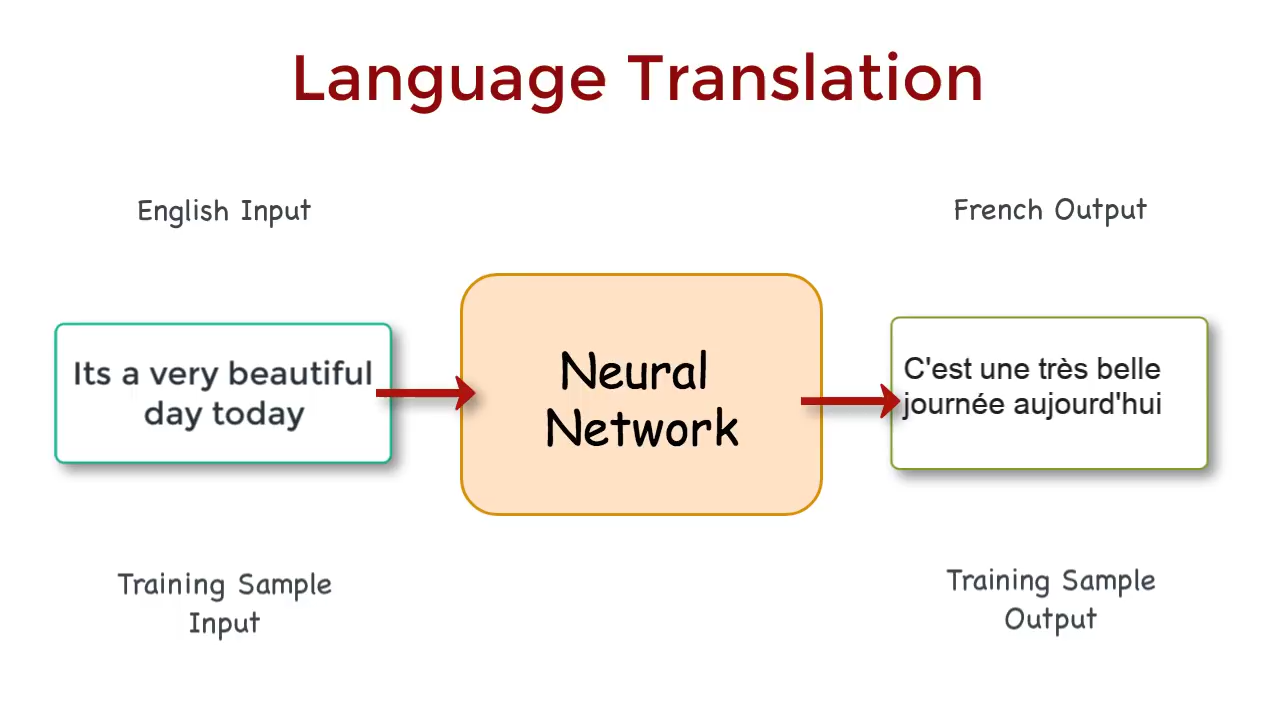 Language Translation
English Input
French Output
Its a very beautiful
day today
Neural
Network
C'est une très belle
journée aujourd'hui
Training Sample
Input
Training Sample
Output